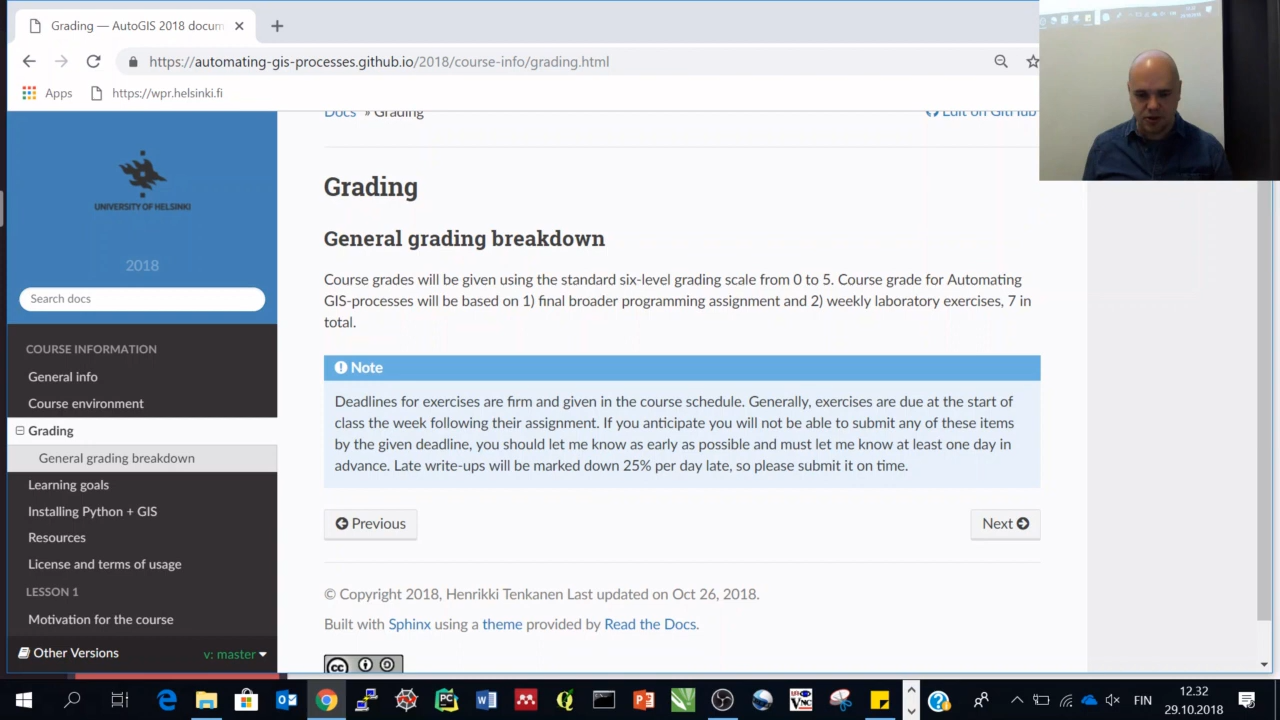 Grading — AutoGIS 2018 docum
https://automating-gis-processes.github.io/2018/course-info/grading.html
Apps
https://wpr.helsinki.fi
Docs » Grading
Edit on GitHub
UNIVERSITY OF HELSINKI
2018
Search docs
COURSE INFORMATION
General info
Course environment
Grading
General grading breakdown
Learning goals
Installing Python + GIS
Resources
License and terms of usage
LESSON 1
Motivation for the course
Other Versions
v: master
Grading
General grading breakdown
Course grades will be given using the standard six-level grading scale from 0 to 5. Course grade for Automating
GIS-processes will be based on 1) final broader programming assignment and 2) weekly laboratory exercises, 7 in
total.
Note
Deadlines for exercises are firm and given in the course schedule. Generally, exercises are due at the start of
class the week following their assignment. If you anticipate you will not be able to submit any of these items
by the given deadline, you should let me know as early as possible and must let me know at least one day in
advance. Late write-ups will be marked down 25% per day late, so please submit it on time.
Previous
Next
© Copyright 2018, Henrikki Tenkanen Last updated on Oct 26, 2018.
Built with Sphinx using a theme provided by Read the Docs.
FIN
12.32
29.10.2018